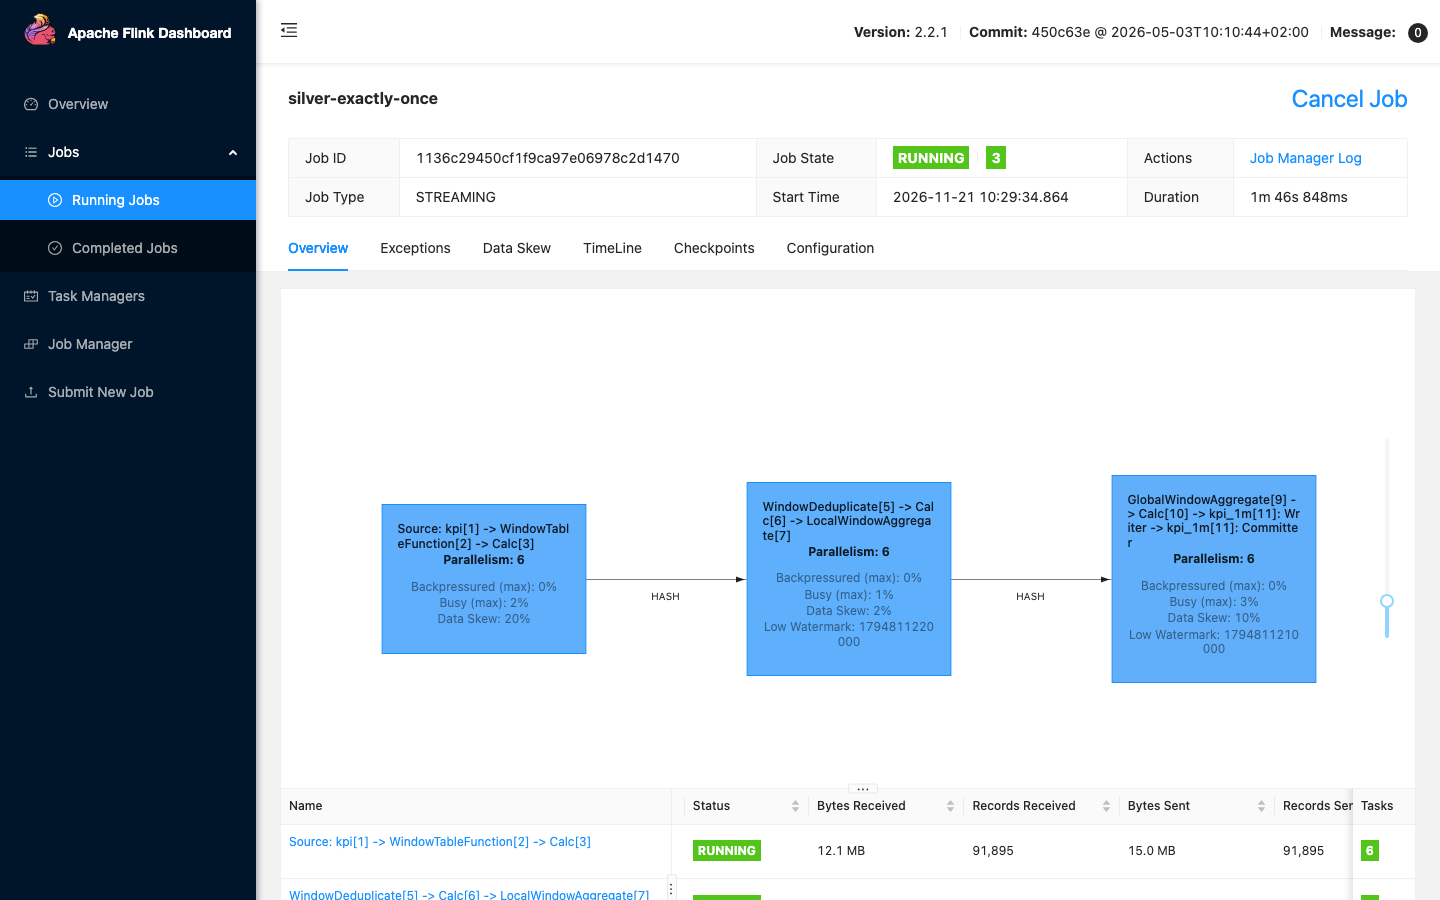 Apache Flink Dashboard
Version: 2.2.1 Commit: 450c63e @ 2026-05-03T10:10:44+02:00 Message: 0
Overview
Jobs
Running Jobs
Completed Jobs
Task Managers
Job Manager
Submit New Job
silver-exactly-once
Cancel Job
Job ID 1136c29450cf1f9ca97e06978c2d1470 Job State RUNNING 3 Actions Job Manager Log
Job Type STREAMING Start Time 2026-11-21 10:29:34.864 Duration 1m 46s 848ms
Overview Exceptions Data Skew TimeLine Checkpoints Configuration
Source: kpi[1] -> WindowTabl
eFunction[2] -> Calc[3]
Parallelism: 6
Backpressured (max): 0%
Busy (max): 2%
Data Skew: 20%
HASH
WindowDeduplicate[5] -> Cal
c[6] -> LocalWindowAggrega
te[7]
Parallelism: 6
Backpressured (max): 0%
Busy (max): 1%
Data Skew: 2%
Low Watermark: 1794811220
000
HASH
GlobalWindowAggregate[9] -
> Calc[10] -> kpi_1m[11]: Wr
iter -> kpi_1m[11]: Committe
r
Parallelism: 6
Backpressured (max): 0%
Busy (max): 3%
Data Skew: 10%
Low Watermark: 1794811210
000
Name Status Bytes Received Records Received Bytes Sent Records Ser Tasks
Source: kpi[1] -> WindowTableFunction[2] -> Calc[3] RUNNING 12.1 MB 91,895 15.0 MB 91,895 6
WindowDeduplicate[5] -> Calc[6] -> LocalWindowAggregate[7]